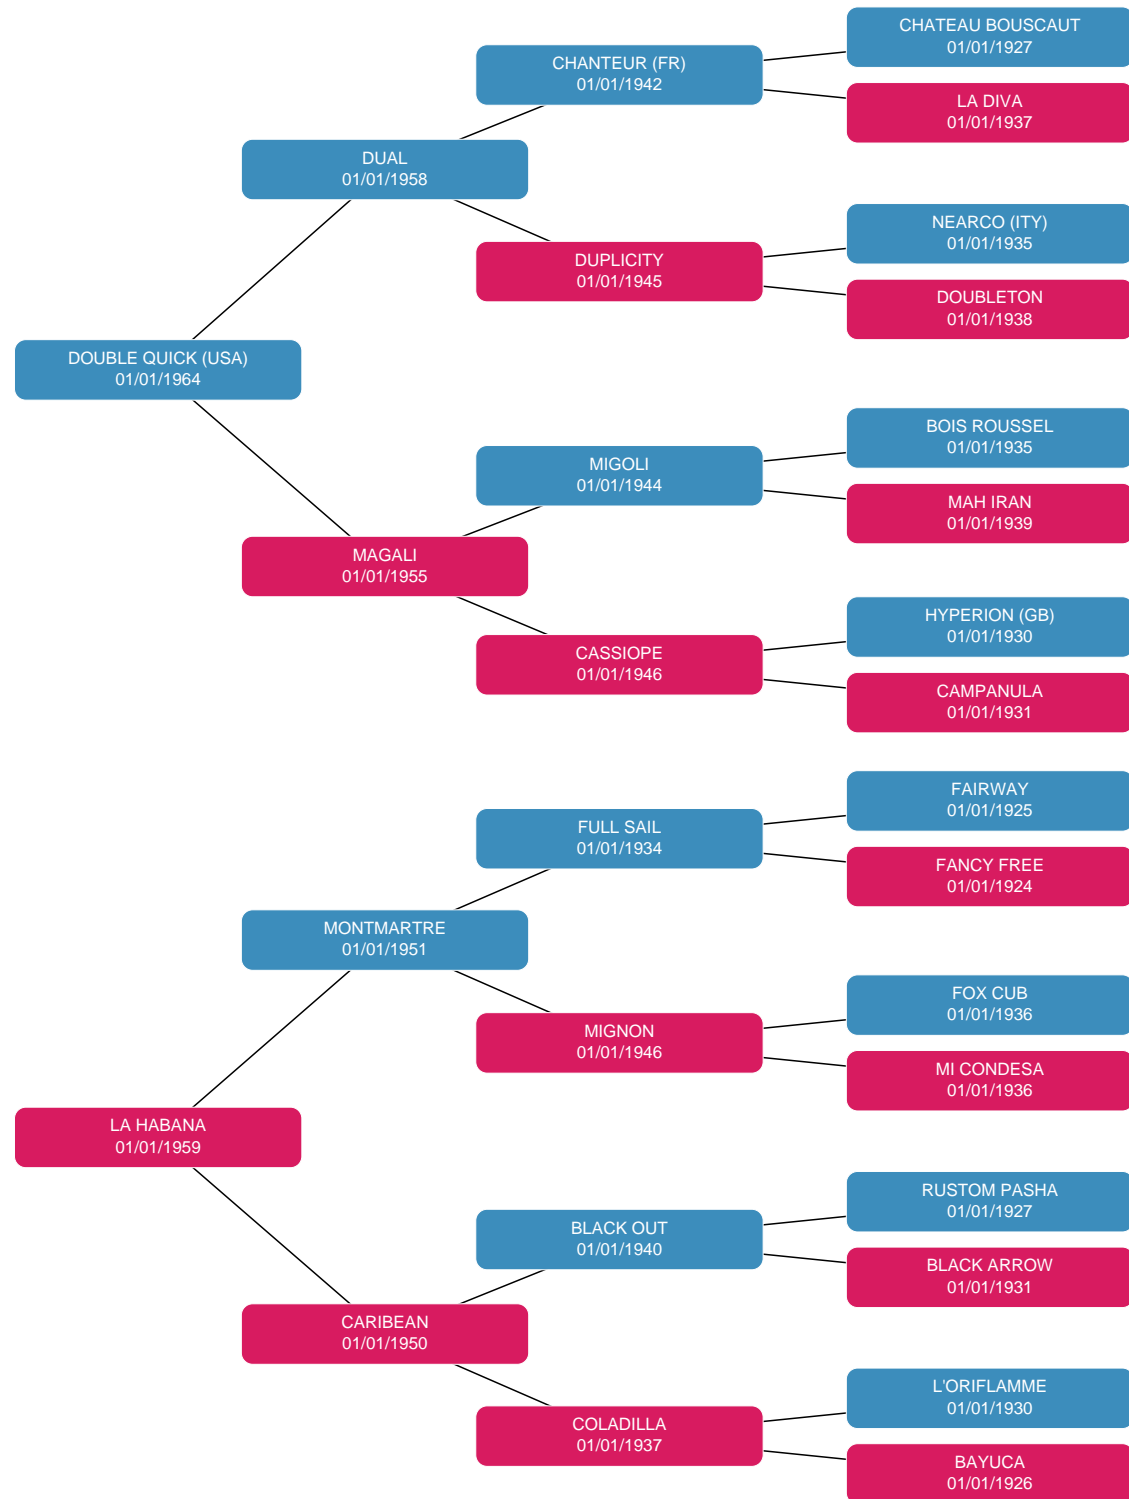 CHATEAU BOUSCAUT
01/01/1927
CHANTEUR (FR)
01/01/1942
LA DIVA
01/01/1937
DUAL
01/01/1958
NEARCO (ITY)
01/01/1935
DUPLICITY
01/01/1945
DOUBLETON
01/01/1938
DOUBLE QUICK (USA)
01/01/1964
BOIS ROUSSEL
01/01/1935
MIGOLI
01/01/1944
MAH IRAN
01/01/1939
MAGALI
01/01/1955
HYPERION (GB)
01/01/1930
CASSIOPE
01/01/1946
CAMPANULA
01/01/1931
FAIRWAY
01/01/1925
FULL SAIL
01/01/1934
FANCY FREE
01/01/1924
MONTMARTRE
01/01/1951
FOX CUB
01/01/1936
MIGNON
01/01/1946
MI CONDESA
01/01/1936
LA HABANA
01/01/1959
RUSTOM PASHA
01/01/1927
BLACK OUT
01/01/1940
BLACK ARROW
01/01/1931
CARIBEAN
01/01/1950
L'ORIFLAMME
01/01/1930
COLADILLA
01/01/1937
BAYUCA
01/01/1926